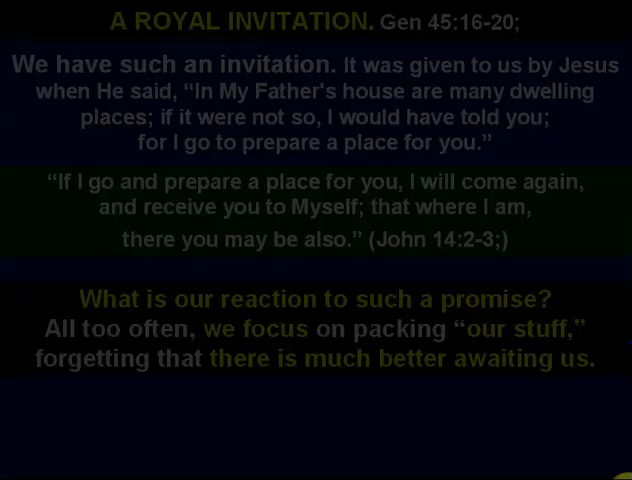 A ROYAL INVITATION. Gen 45:16-20;
We have such an invitation. It was given to us by Jesus
when He said, “In My Father's house are many dwelling
places; if it were not so, I would have told you;
for I go to prepare a place for you.”
“If I go and prepare a place for you, I will come again,
and receive you to Myself; that where I am,
there you may be also.” (John 14:2-3;)
What is our reaction to such a promise?
All too often, we focus on packing “our stuff,”
forgetting that there is much better awaiting us.